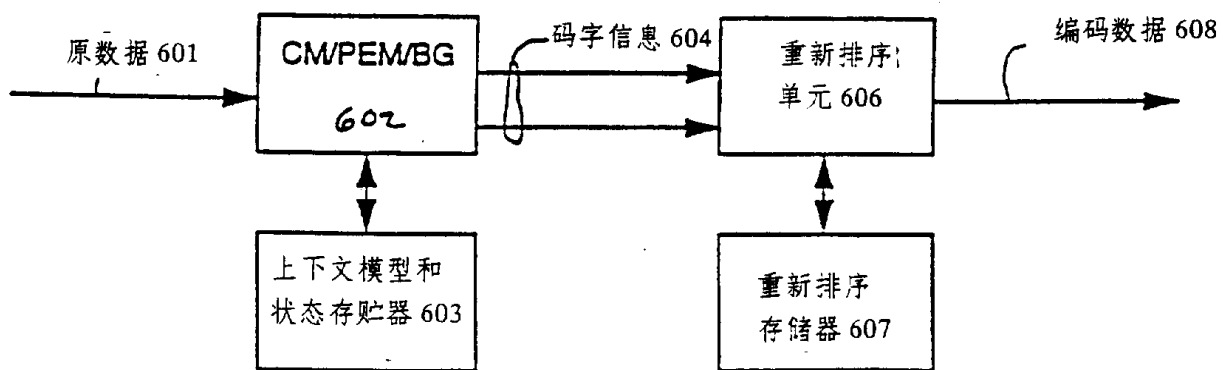 原数据 601
CM/PEM/BG
602
码字信息 604
重新排序
单元 606
编码数据 608
上下文模型和
状态存贮器 603
重新排序
存储器 607